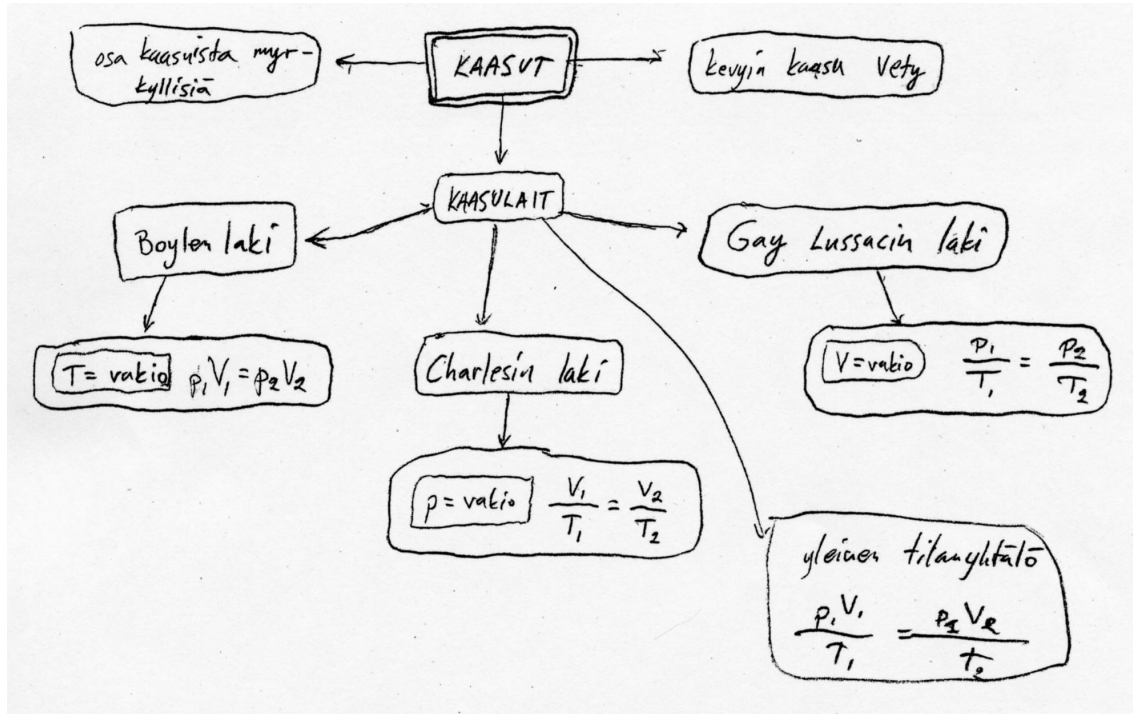 osa kaasuista myr-
kyllisiä
KAASUT
kevyin kaasu Vety
KAASULAIT
Boylen laki
Gay Lussacin laki
T = vakio p₁V₁ = p₂V₂
Charlesin laki
V = vakio p₁/T₁ = p₂/T₂
p = vakio V₁/T₁ = V₂/T₂
yleinen tilanyhtälö
p₁V₁/T₁ = p₂V₂/T₂